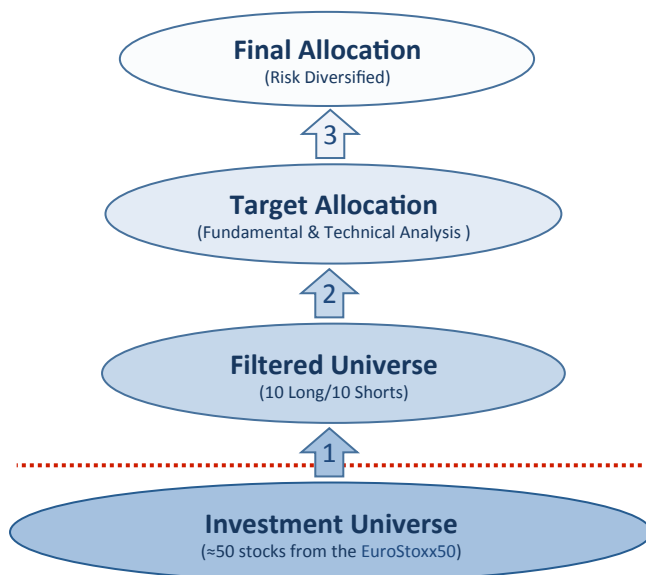 Final Allocation
(Risk Diversified)
3
Target Allocation
(Fundamental & Technical Analysis )
2
Filtered Universe
(10 Long/10 Shorts)
1
Investment Universe
(≈50 stocks from the EuroStoxx50)